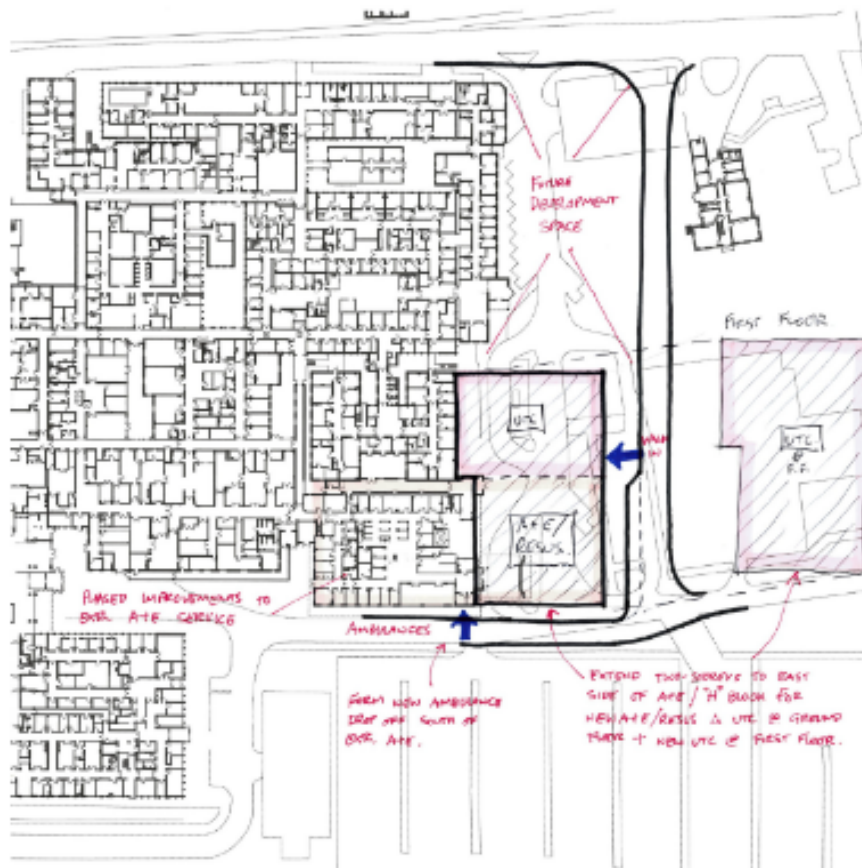 FUTURE
DEVELOPMENT
SPACE
FIRST FLOOR
UTC
WALK
IN
UTC
@
F.F.
A+E/
RESUS.
PHASED IMPROVEMENTS TO
EXTG. A+E SERVICE
AMBULANCES
FORM NEW AMBULANCE
DROP OFF SOUTH OF
EXTG. A+E.
EXTEND TWO-STOREYS TO EAST
SIDE OF A+E / "H" BLOCK FOR
NEW A+E/RESUS & UTC @ GROUND
FLOOR + NEW UTC @ FIRST FLOOR.